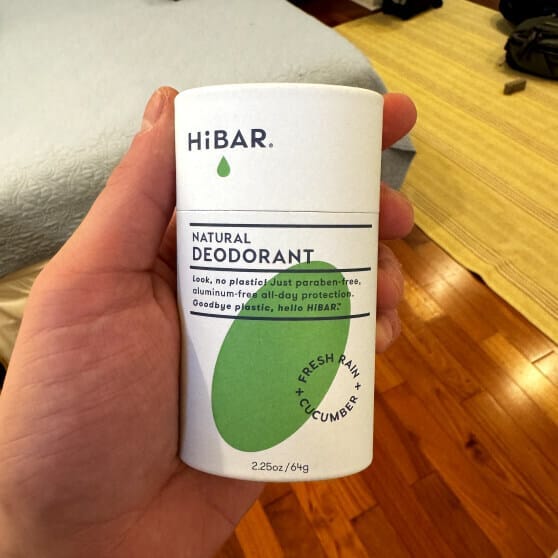 HiBAR®
NATURAL
DEODORANT
Look, no plastic! Just paraben-free,
aluminum-free all-day protection.
Goodbye plastic, hello HiBAR.™
+ FRESH RAIN +
CUCUMBER
2.25oz/64g